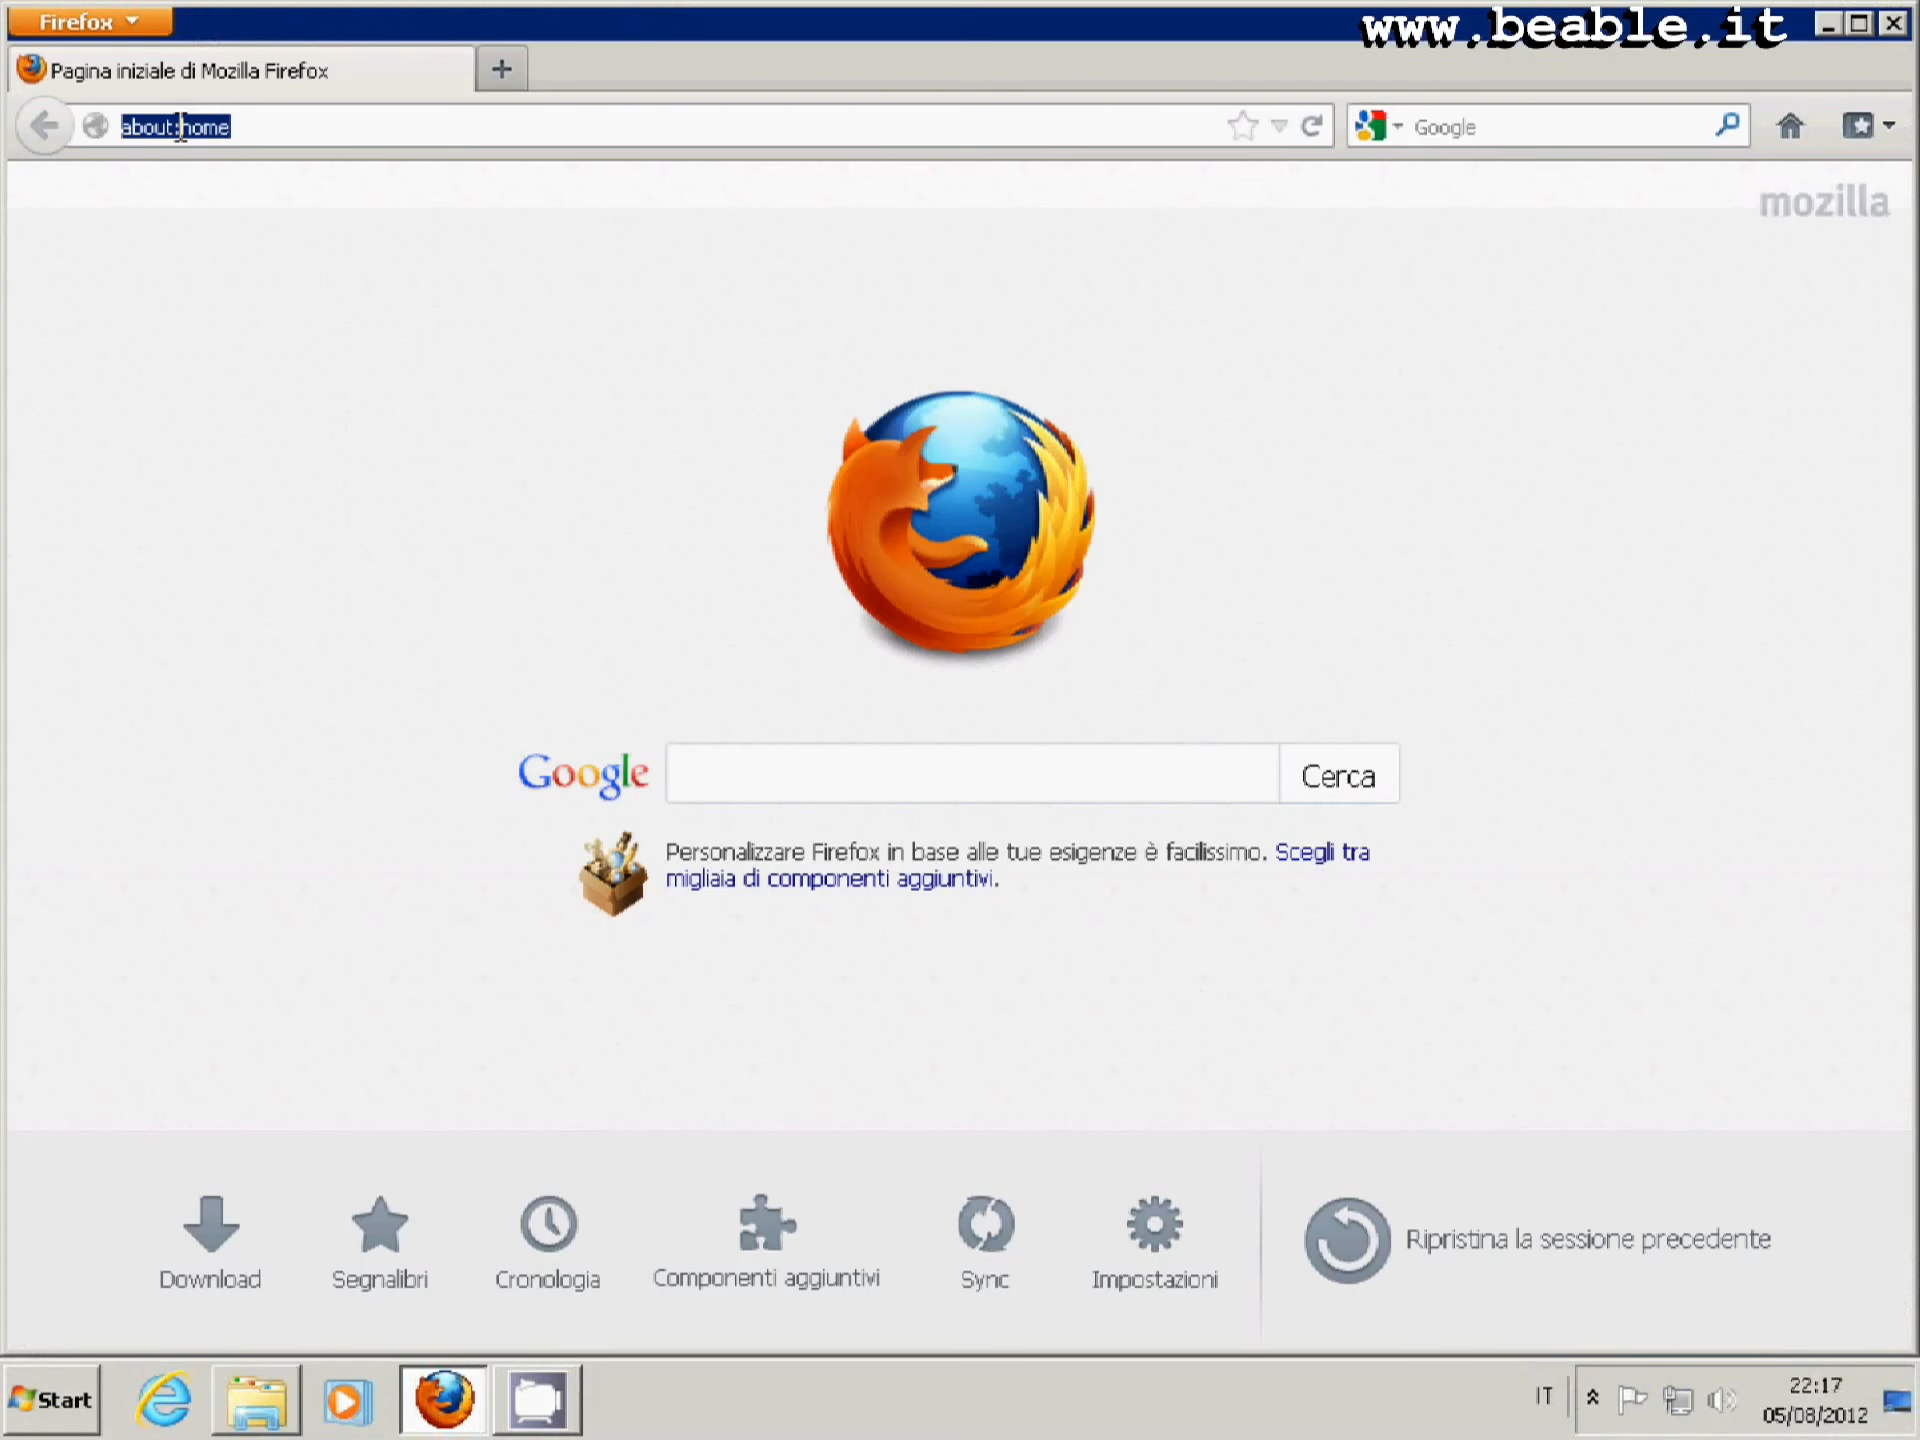 Firefox
www.beable.it
Pagina iniziale di Mozilla Firefox
about:home
Google
mozilla
Google
Cerca
Personalizzare Firefox in base alle tue esigenze è facilissimo. Scegli tra
migliaia di componenti aggiuntivi.
Download
Segnalibri
Cronologia
Componenti aggiuntivi
Sync
Impostazioni
Ripristina la sessione precedente
Start
IT
22:17
05/08/2012